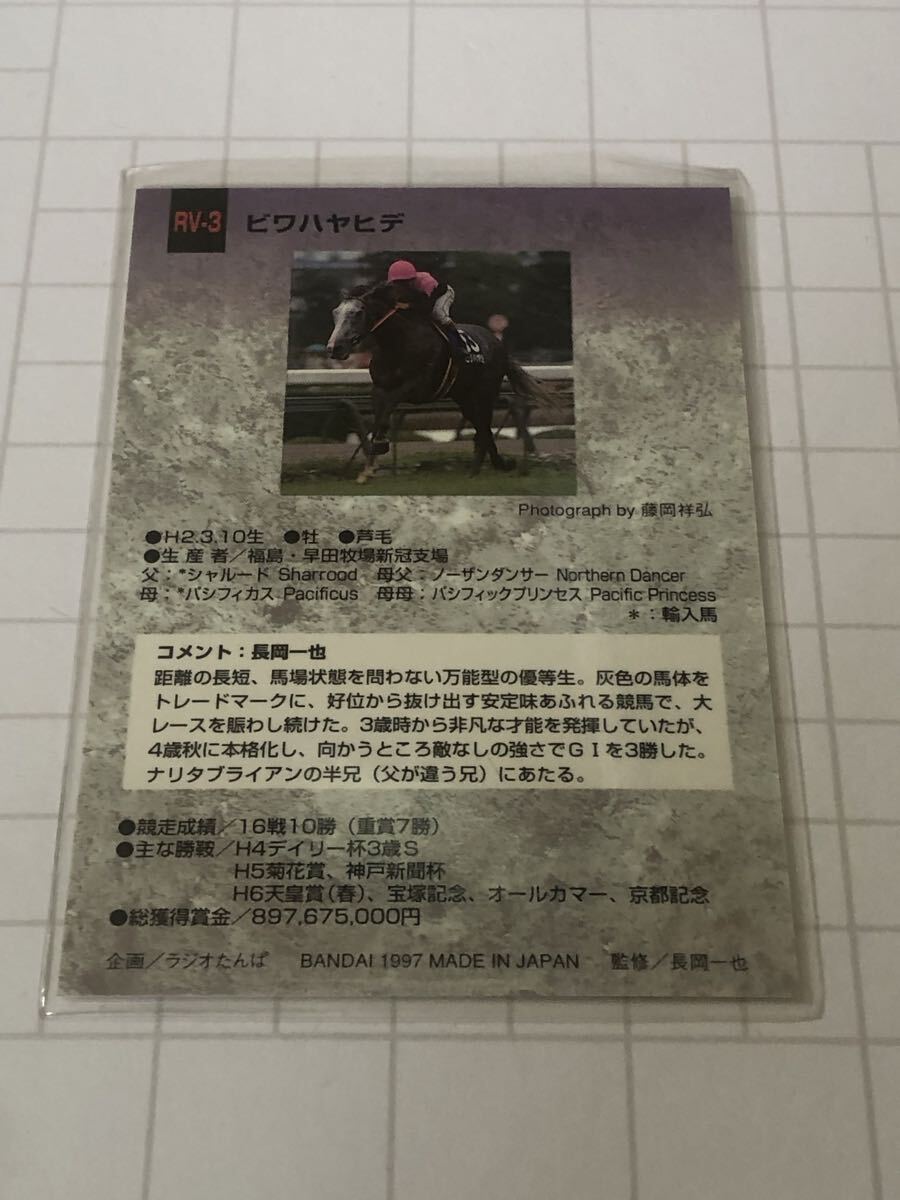 RV-3 ビワハヤヒデ
Photograph by 藤岡祥弘
●H2.3.10生 ●牡 ●芦毛
●生 産 者／福島・早田牧場新冠支場
父：*シャルード Sharrood 母父：ノーザンダンサー Northern Dancer
母：*パシフィカス Pacificus 母母：パシフィックプリンセス Pacific Princess
＊：輸入馬
コメント：長岡一也
距離の長短、馬場状態を問わない万能型の優等生。灰色の馬体を
トレードマークに、好位から抜け出す安定味あふれる競馬で、大
レースを賑わし続けた。3歳時から非凡な才能を発揮していたが、
4歳秋に本格化し、向かうところ敵なしの強さでGⅠを3勝した。
ナリタブライアンの半兄（父が違う兄）にあたる。
●競走成績／16戦10勝（重賞7勝）
●主な勝鞍／H4デイリー杯3歳S
H5菊花賞、神戸新聞杯
H6天皇賞（春）、宝塚記念、オールカマー、京都記念
●総獲得賞金／897,675,000円
企画／ラジオたんぱ BANDAI 1997 MADE IN JAPAN 監修／長岡一也